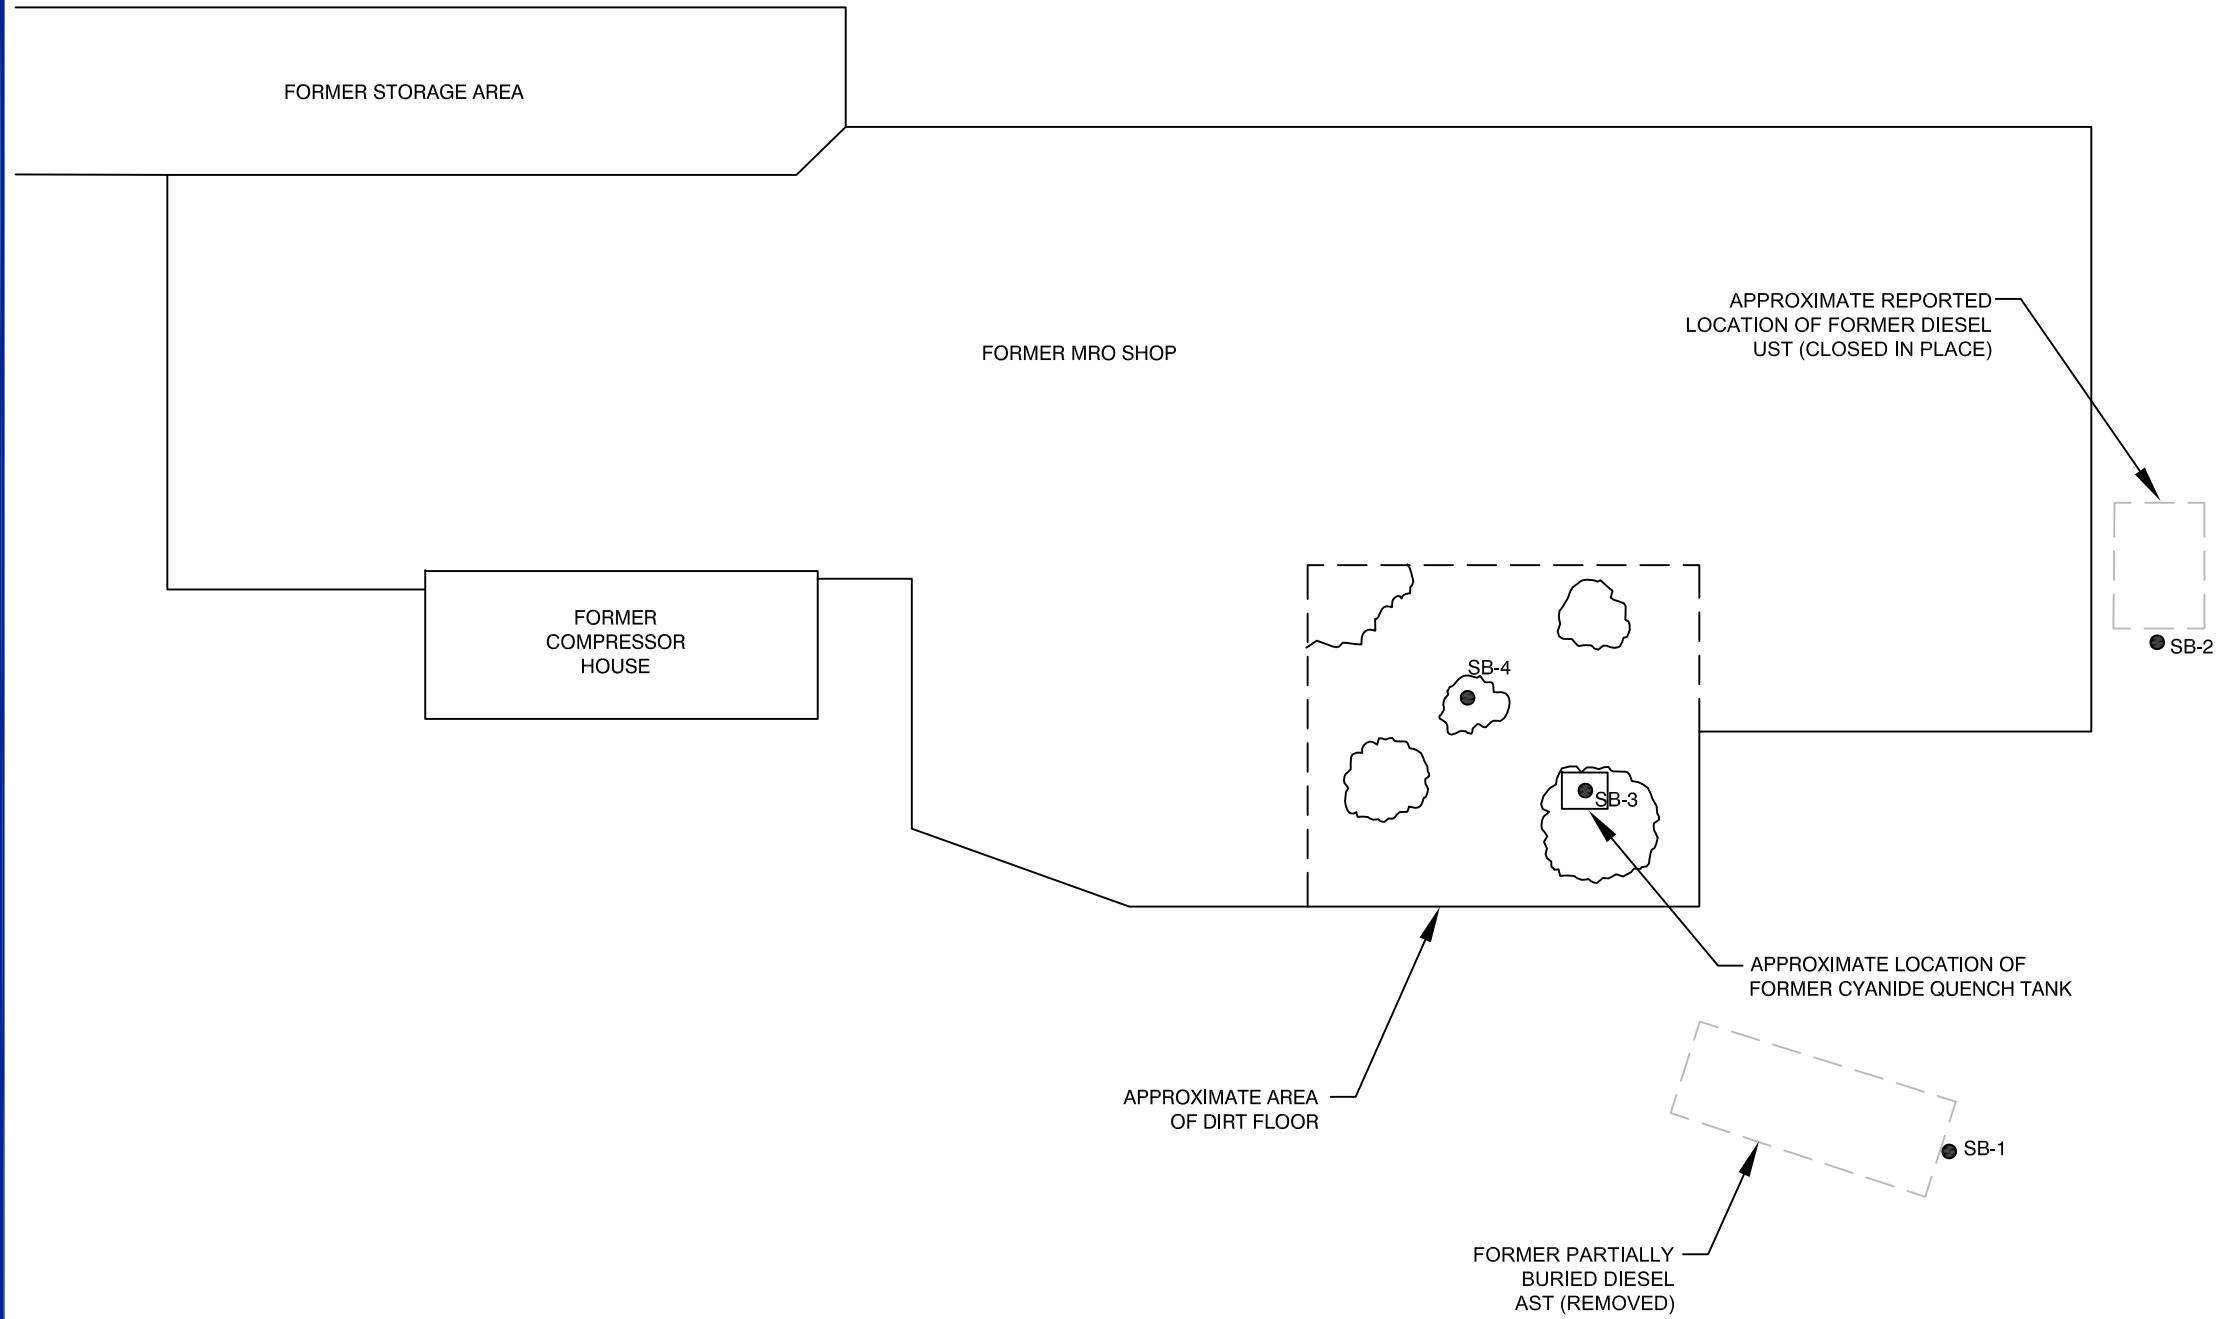 FORMER STORAGE AREA
APPROXIMATE REPORTED
LOCATION OF FORMER DIESEL
UST (CLOSED IN PLACE)
FORMER MRO SHOP
FORMER
COMPRESSOR
HOUSE
SB-2
SB-4
SB-3
APPROXIMATE LOCATION OF
FORMER CYANIDE QUENCH TANK
APPROXIMATE AREA
OF DIRT FLOOR
SB-1
FORMER PARTIALLY
BURIED DIESEL
AST (REMOVED)